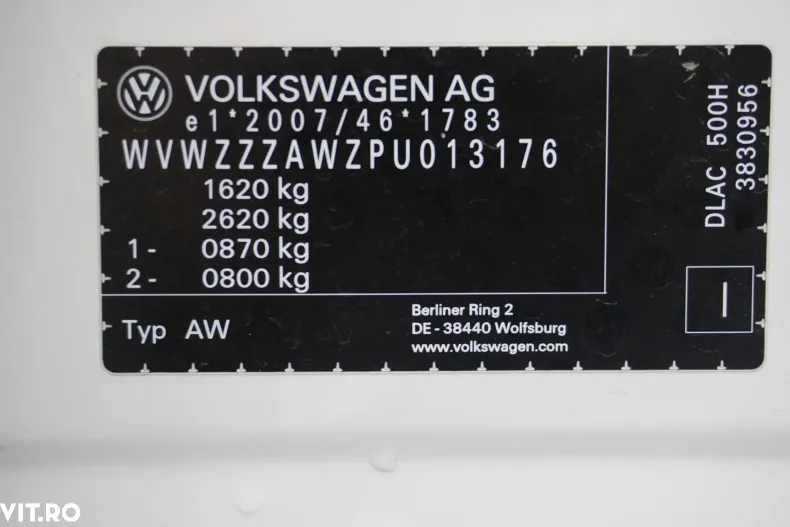 VOLKSWAGEN AG
e1*2007/46*1783
WVWZZZAWZPU013176
1620 kg
2620 kg
1- 0870 kg
2- 0800 kg
Typ AW
Berliner Ring 2
DE - 38440 Wolfsburg
www.volkswagen.com
DLAC 500H
3830956
I
VIT.RO